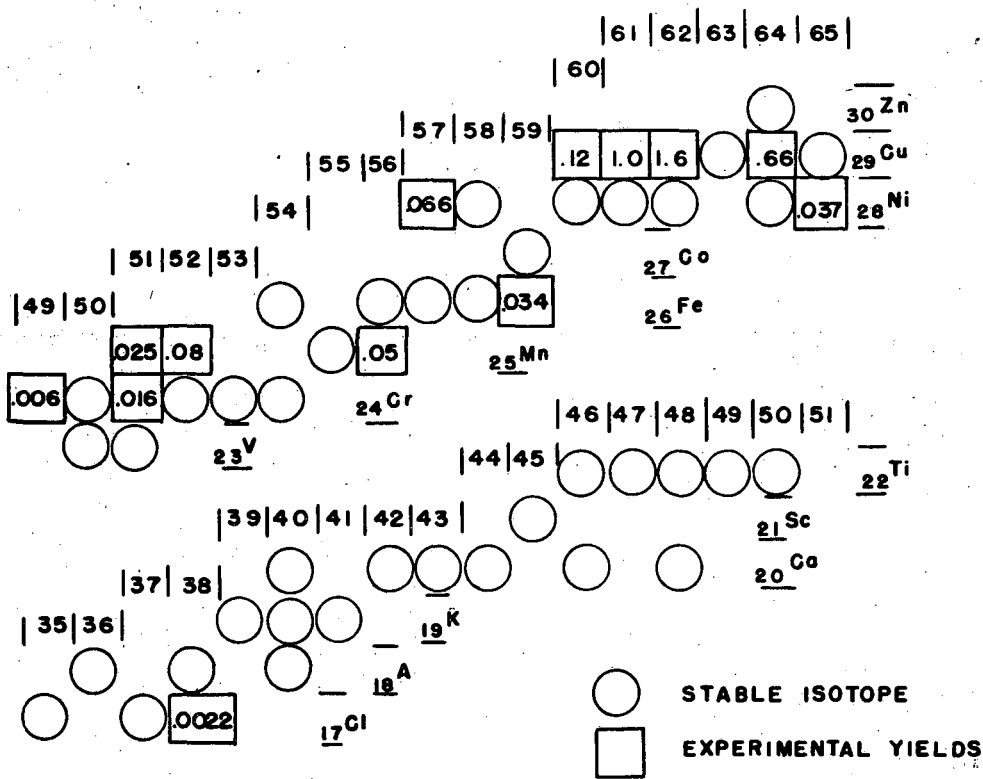 61 62 63 64 65
60
30 Zn
57 58 59
.12 1.0 1.6 .66 29 Cu
55 56
.066 .037 28 Ni
54
27 Co
51 52 53
.034 26 Fe
49 50
.025 .08 .05 25 Mn
.006 .016 24 Cr
23 V
46 47 48 49 50 51
44 45
22 Ti
39 40 41 42 43
21 Sc
37 38
20 Ca
35 36
19 K
18 A
.0022 17 Cl
STABLE ISOTOPE
EXPERIMENTAL YIELDS